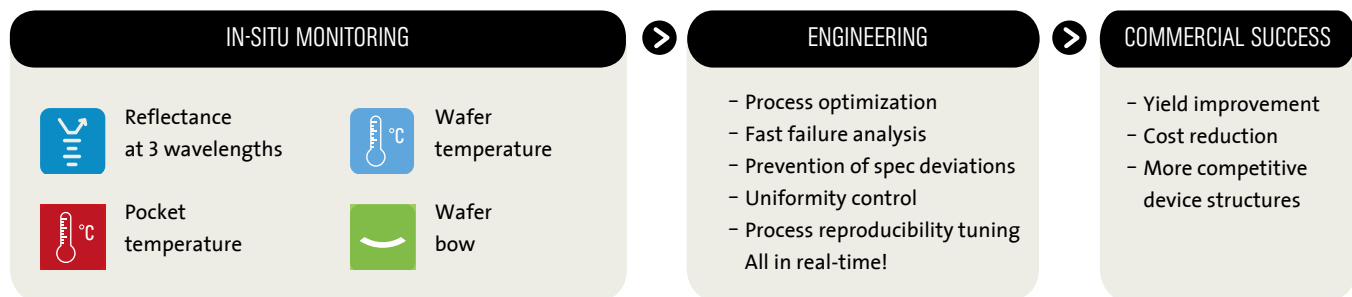 IN-SITU MONITORING
Reflectance
at 3 wavelengths
°C
Wafer
temperature
°C
Pocket
temperature
Wafer
bow
ENGINEERING
– Process optimization
– Fast failure analysis
– Prevention of spec deviations
– Uniformity control
– Process reproducibility tuning
All in real-time!
COMMERCIAL SUCCESS
– Yield improvement
– Cost reduction
– More competitive
device structures